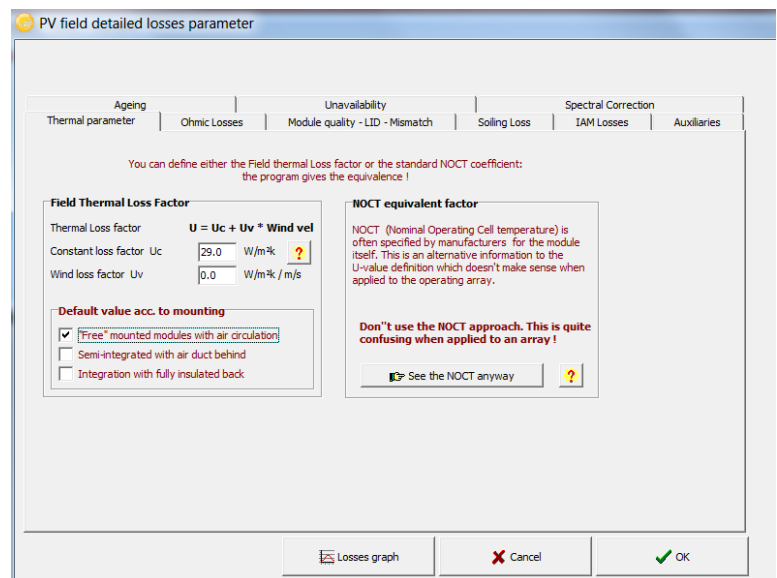 PV field detailed losses parameter
Ageing
Unavailability
Spectral Correction
Thermal parameter
Ohmic Losses
Module quality - LID - Mismatch
Soiling Loss
IAM Losses
Auxiliaries
You can define either the Field thermal Loss factor or the standard NOCT coefficient:
the program gives the equivalence !
Field Thermal Loss Factor
Thermal Loss factor U = Uc + Uv * Wind vel
Constant loss factor Uc 29.0 W/m²k ?
Wind loss factor Uv 0.0 W/m²k / m/s
Default value acc. to mounting
"Free" mounted modules with air circulation
Semi-integrated with air duct behind
Integration with fully insulated back
NOCT equivalent factor
NOCT (Nominal Operating Cell temperature) is
often specified by manufacturers for the module
itself. This is an alternative information to the
U-value definition which doesn't make sense when
applied to the operating array.
Don''t use the NOCT approach. This is quite
confusing when applied to an array !
See the NOCT anyway ?
Losses graph
Cancel
OK